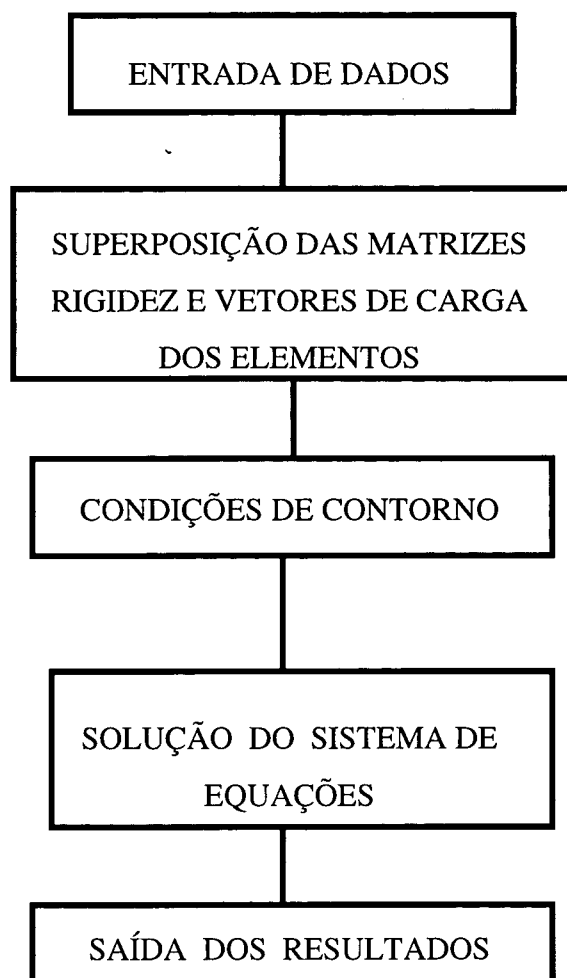 ENTRADA DE DADOS
SUPERPOSIÇÃO DAS MATRIZES
RIGIDEZ E VETORES DE CARGA
DOS ELEMENTOS
CONDIÇÕES DE CONTORNO
SOLUÇÃO DO SISTEMA DE
EQUAÇÕES
SAÍDA DOS RESULTADOS